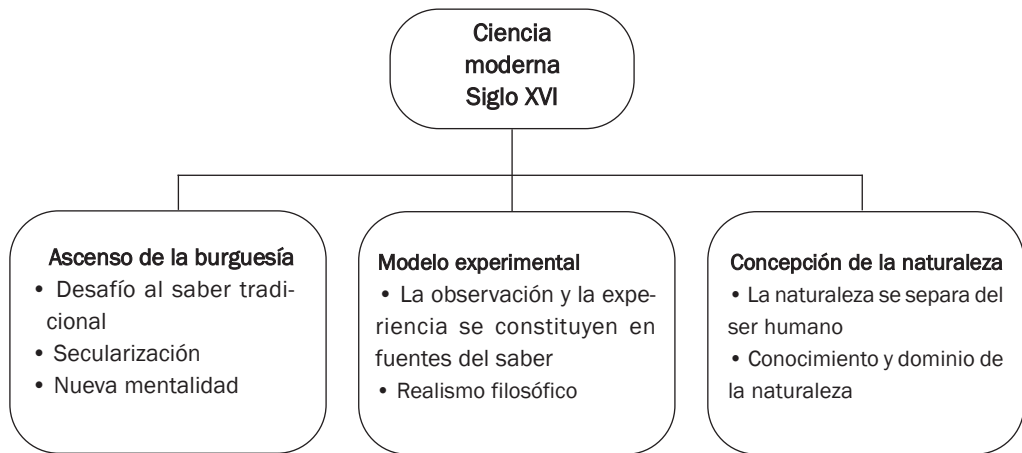 Ciencia
moderna
Siglo XVI
Ascenso de la burguesía
• Desafío al saber tradi-
cional
• Secularización
• Nueva mentalidad
Modelo experimental
• La observación y la expe-
riencia se constituyen en
fuentes del saber
• Realismo filosófico
Concepción de la naturaleza
• La naturaleza se separa del
ser humano
• Conocimiento y dominio de
la naturaleza